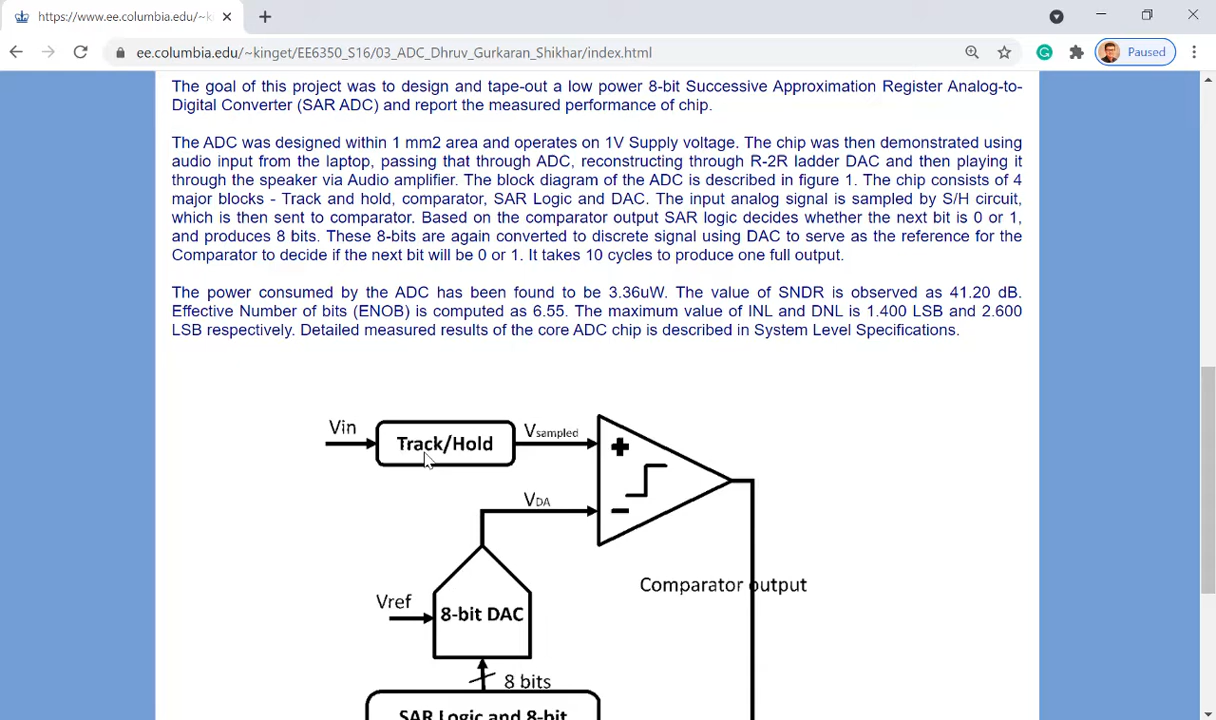 https://www.ee.columbia.edu/~ki
ee.columbia.edu/~kinget/EE6350_S16/03_ADC_Dhruv_Gurkaran_Shikhar/index.html
Paused
The goal of this project was to design and tape-out a low power 8-bit Successive Approximation Register Analog-to-
Digital Converter (SAR ADC) and report the measured performance of chip.
The ADC was designed within 1 mm2 area and operates on 1V Supply voltage. The chip was then demonstrated using
audio input from the laptop, passing that through ADC, reconstructing through R-2R ladder DAC and then playing it
through the speaker via Audio amplifier. The block diagram of the ADC is described in figure 1. The chip consists of 4
major blocks - Track and hold, comparator, SAR Logic and DAC. The input analog signal is sampled by S/H circuit,
which is then sent to comparator. Based on the comparator output SAR logic decides whether the next bit is 0 or 1,
and produces 8 bits. These 8-bits are again converted to discrete signal using DAC to serve as the reference for the
Comparator to decide if the next bit will be 0 or 1. It takes 10 cycles to produce one full output.
The power consumed by the ADC has been found to be 3.36uW. The value of SNDR is observed as 41.20 dB.
Effective Number of bits (ENOB) is computed as 6.55. The maximum value of INL and DNL is 1.400 LSB and 2.600
LSB respectively. Detailed measured results of the core ADC chip is described in System Level Specifications.
Vin
Track/Hold
Vsampled
VDA
Comparator output
Vref
8-bit DAC
8 bits
SAR Logic and 8-bit